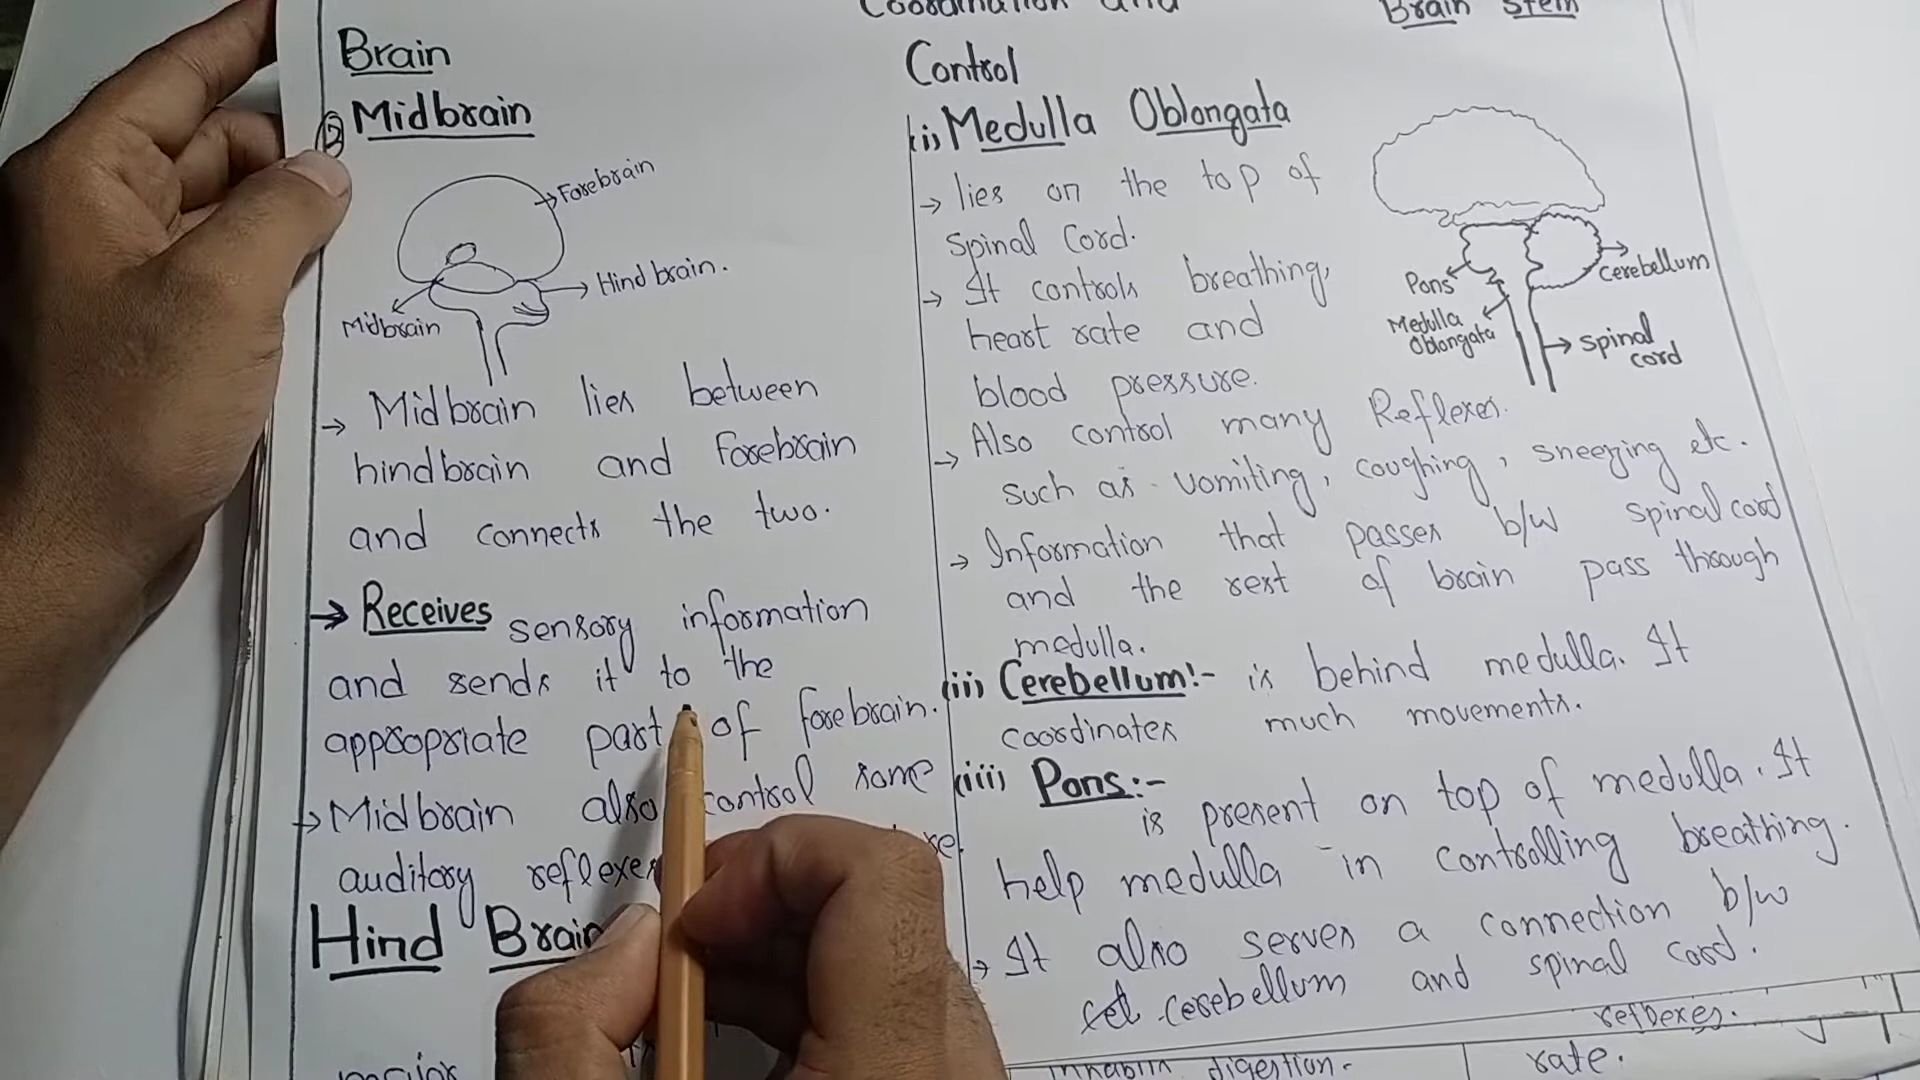 Coordination and
Brain Stem
Brain
Control
2 Midbrain
Forebrain
Hind brain.
Midbrain
→ Midbrain lies between
hindbrain and Forebrain
and connects the two.
→ Receives sensory information
and sends it to the
appropriate part of forebrain.
→ Midbrain also control some
auditory reflexes
Hind Brain
major
(i) Medulla Oblongata
→ lies on the top of
Spinal Cord.
→ It controls breathing,
heart rate and
blood pressure.
→ Also control many Reflexes.
such as vomiting, coughing, sneezing etc.
→ Information that passes b/w spinal cord
and the rest of brain pass through
medulla.
Pons
Cerebellum
Medulla
Oblongata
Spinal
cord
(ii) Cerebellum:- is behind medulla. It
coordinates much movements.
(iii) Pons:-
is present on top of medulla. It
help medulla in controlling breathing.
→ It also serves a connection b/w
cerebellum and spinal cord.
reflexes.
digestion.
rate.